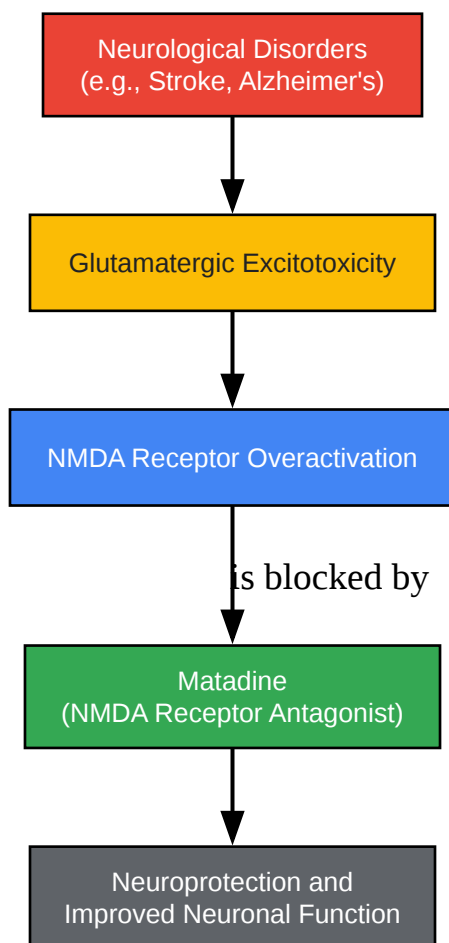 Neurological Disorders
(e.g., Stroke, Alzheimer's)
Glutamatergic Excitotoxicity
NMDA Receptor Overactivation
is blocked by
Matadine
(NMDA Receptor Antagonist)
Neuroprotection and
Improved Neuronal Function